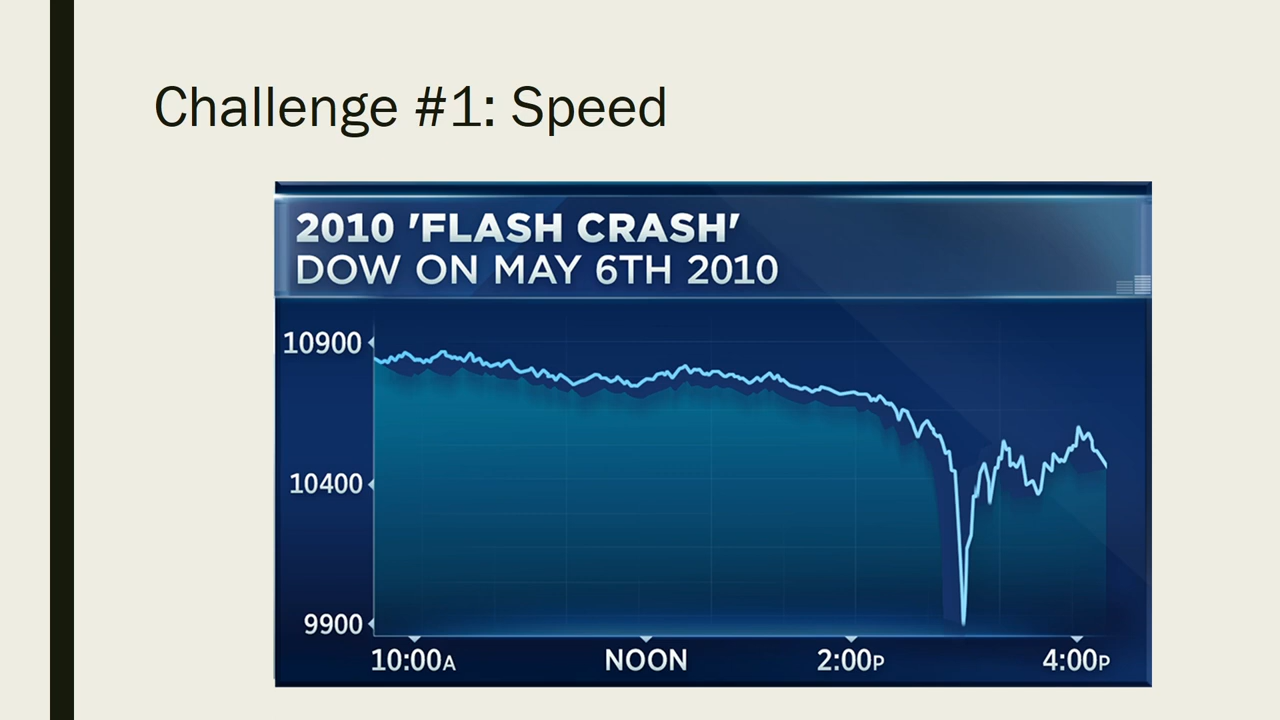 Challenge #1: Speed
2010 'FLASH CRASH'
DOW ON MAY 6TH 2010
10900
10400
9900
10:00A NOON 2:00P 4:00P